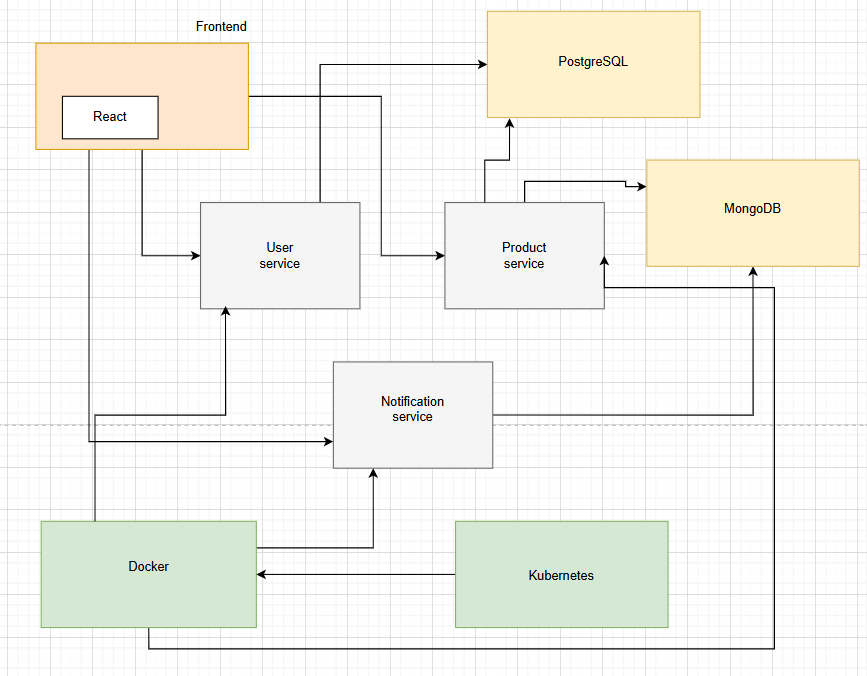 Frontend
React
PostgreSQL
MongoDB
User
service
Product
service
Notification
service
Docker
Kubernetes